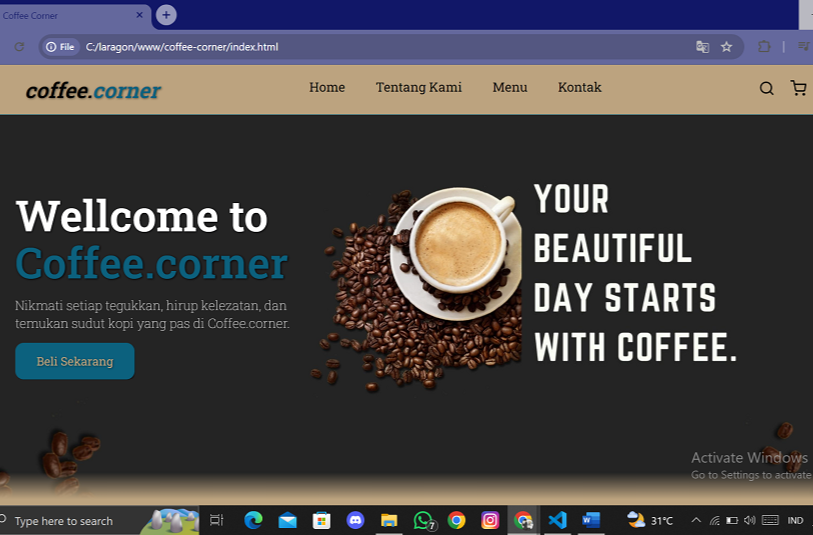 Coffee Corner
File
C:/laragon/www/coffee-corner/index.html
coffee.corner
Home
Tentang Kami
Menu
Kontak
Wellcome to
Coffee.corner
Nikmati setiap tegukkan, hirup kelezatan, dan
temukan sudut kopi yang pas di Coffee.corner.
Beli Sekarang
YOUR
BEAUTIFUL
DAY STARTS
WITH COFFEE.
Activate Windows
Go to Settings to activate
Type here to search
7
31°C
IND